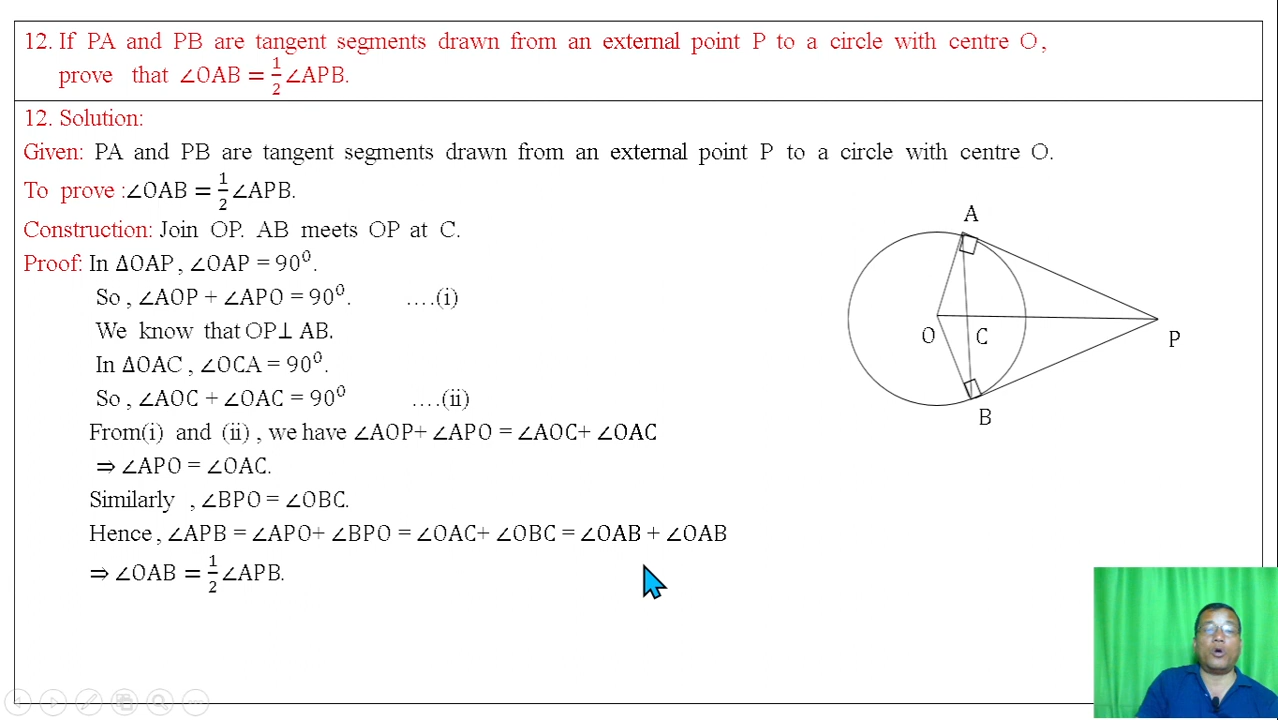 12. If PA and PB are tangent segments drawn from an external point P to a circle with centre O,
prove that ∠OAB = 1/2 ∠APB.
12. Solution:
Given: PA and PB are tangent segments drawn from an external point P to a circle with centre O.
To prove :∠OAB = 1/2 ∠APB.
Construction: Join OP. AB meets OP at C.
Proof: In ΔOAP , ∠OAP = 90⁰.
So , ∠AOP + ∠APO = 90⁰. ….(i)
We know that OP⊥ AB.
In ΔOAC , ∠OCA = 90⁰.
So , ∠AOC + ∠OAC = 90⁰ ….(ii)
From(i) and (ii) , we have ∠AOP+ ∠APO = ∠AOC+ ∠OAC
⇒ ∠APO = ∠OAC.
Similarly , ∠BPO = ∠OBC.
Hence , ∠APB = ∠APO+ ∠BPO = ∠OAC+ ∠OBC = ∠OAB + ∠OAB
⇒ ∠OAB = 1/2 ∠APB.
A
O
C
P
B